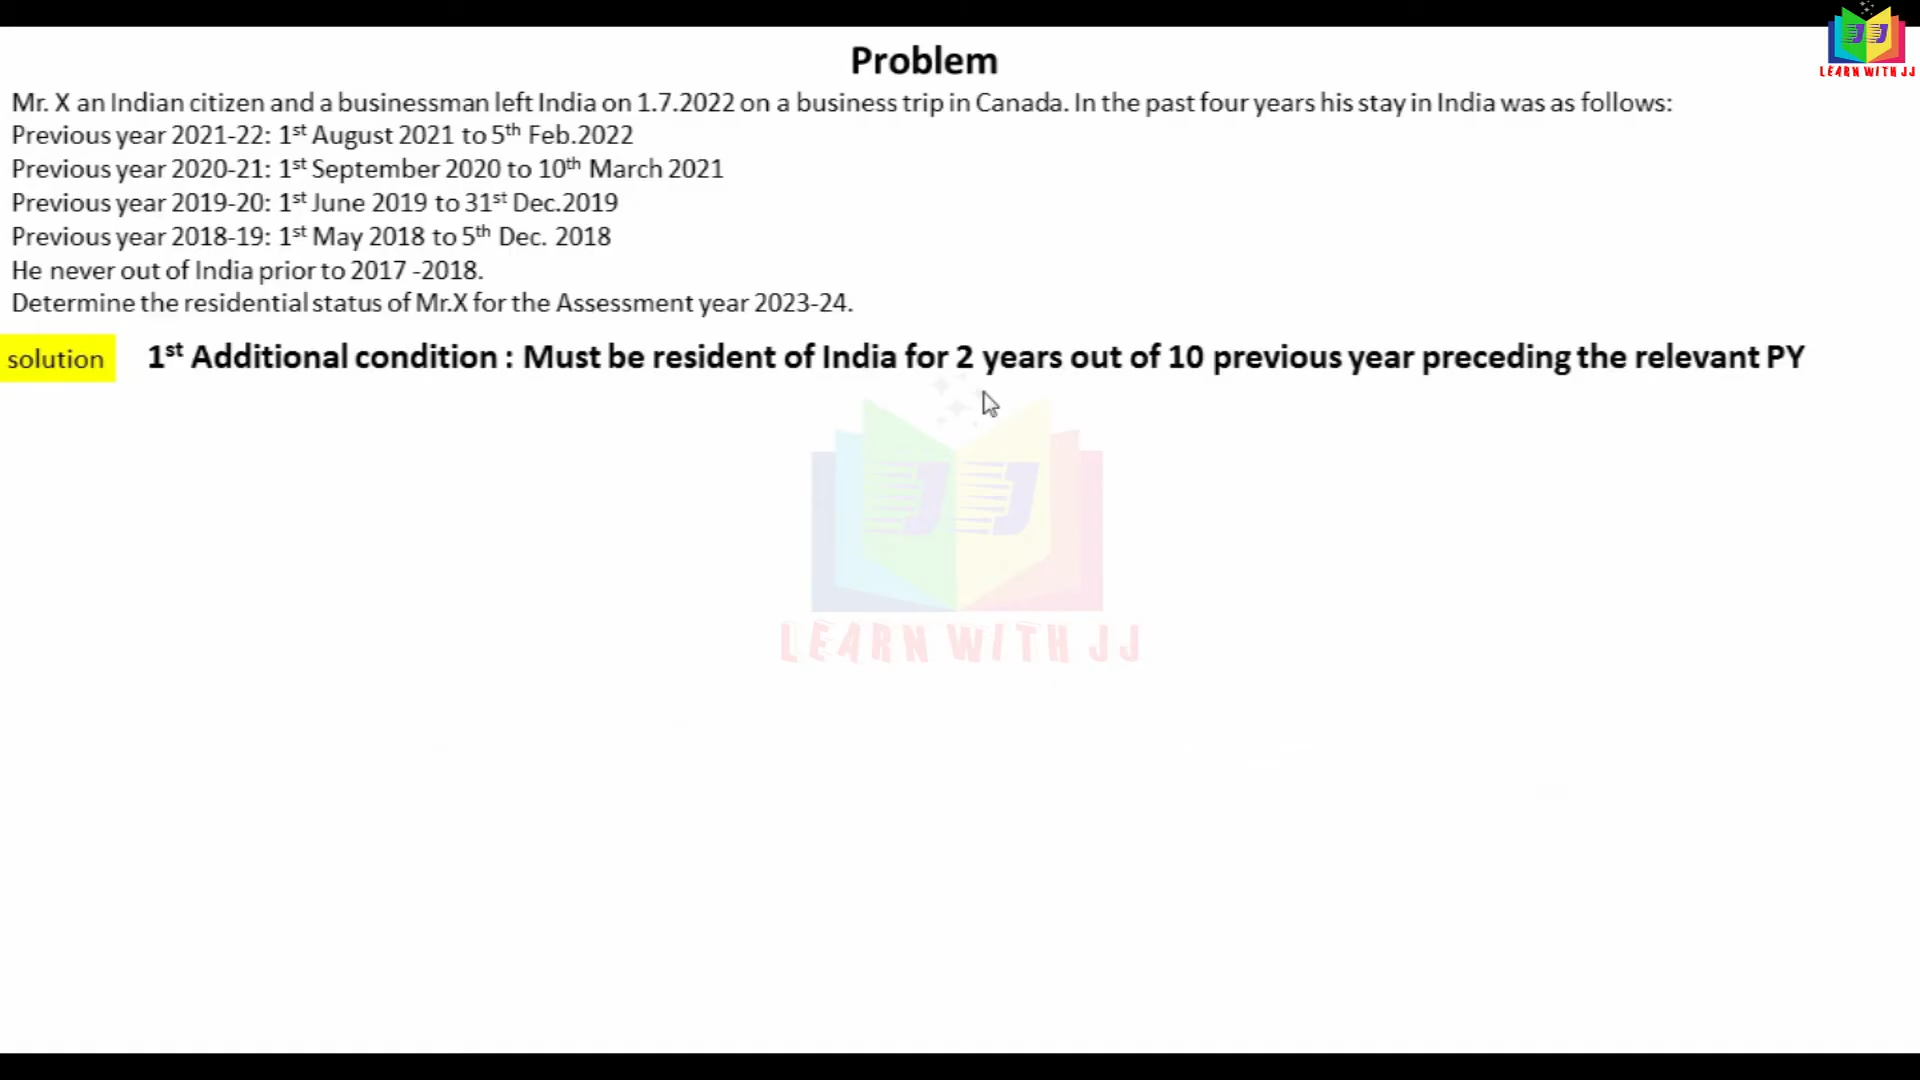 Problem
LEARN WITH JJ
Mr. X an Indian citizen and a businessman left India on 1.7.2022 on a business trip in Canada. In the past four years his stay in India was as follows:
Previous year 2021-22: 1st August 2021 to 5th Feb.2022
Previous year 2020-21: 1st September 2020 to 10th March 2021
Previous year 2019-20: 1st June 2019 to 31st Dec.2019
Previous year 2018-19: 1st May 2018 to 5th Dec. 2018
He never out of India prior to 2017 -2018.
Determine the residential status of Mr.X for the Assessment year 2023-24.
solution 1st Additional condition : Must be resident of India for 2 years out of 10 previous year preceding the relevant PY
JJ
LEARN WITH JJ